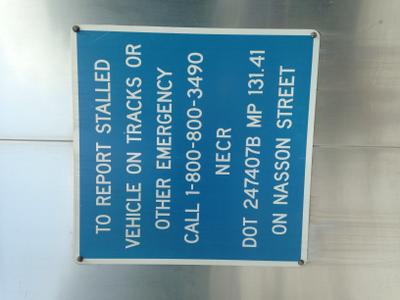 TO REPORT STALLED
VEHICLE ON TRACKS OR
OTHER EMERGENCY
CALL 1-800-800-3490
NECR
DOT 247407B MP 131.41
ON NASSON STREET